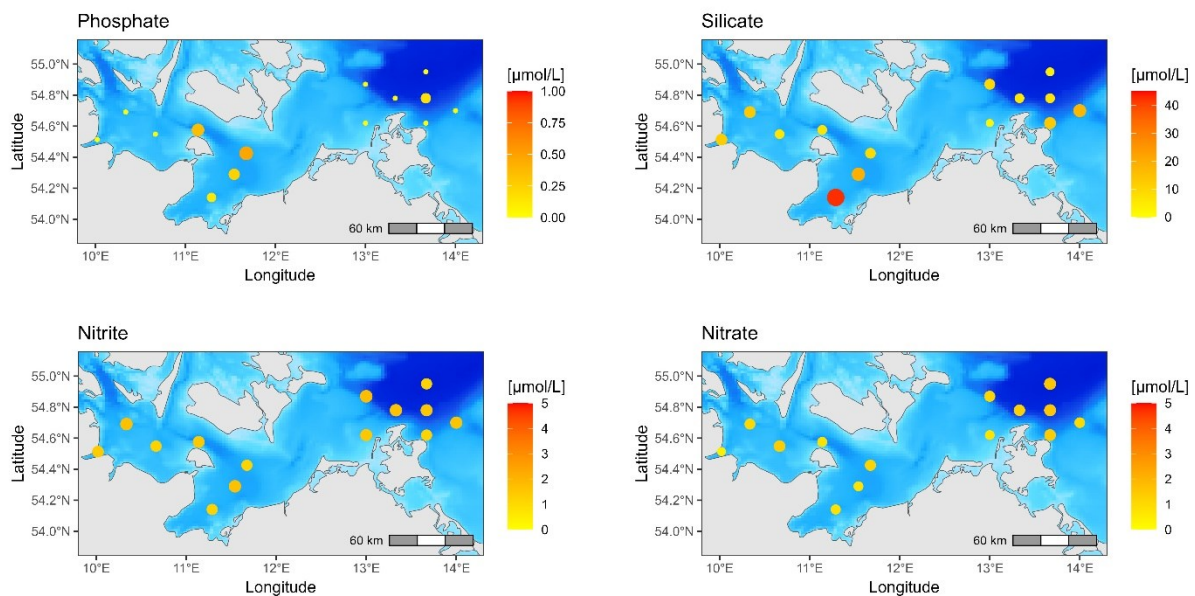 Phosphate
55.0°N
54.8°N
54.6°N
54.4°N
54.2°N
54.0°N
Latitude
10°E 11°E 12°E 13°E 14°E
Longitude
60 km
[µmol/L]
1.00
0.75
0.50
0.25
0.00
Silicate
55.0°N
54.8°N
54.6°N
54.4°N
54.2°N
54.0°N
Latitude
10°E 11°E 12°E 13°E 14°E
Longitude
60 km
[µmol/L]
40
30
20
10
0
Nitrite
55.0°N
54.8°N
54.6°N
54.4°N
54.2°N
54.0°N
Latitude
10°E 11°E 12°E 13°E 14°E
Longitude
60 km
[µmol/L]
5
4
3
2
1
0
Nitrate
55.0°N
54.8°N
54.6°N
54.4°N
54.2°N
54.0°N
Latitude
10°E 11°E 12°E 13°E 14°E
Longitude
60 km
[µmol/L]
5
4
3
2
1
0